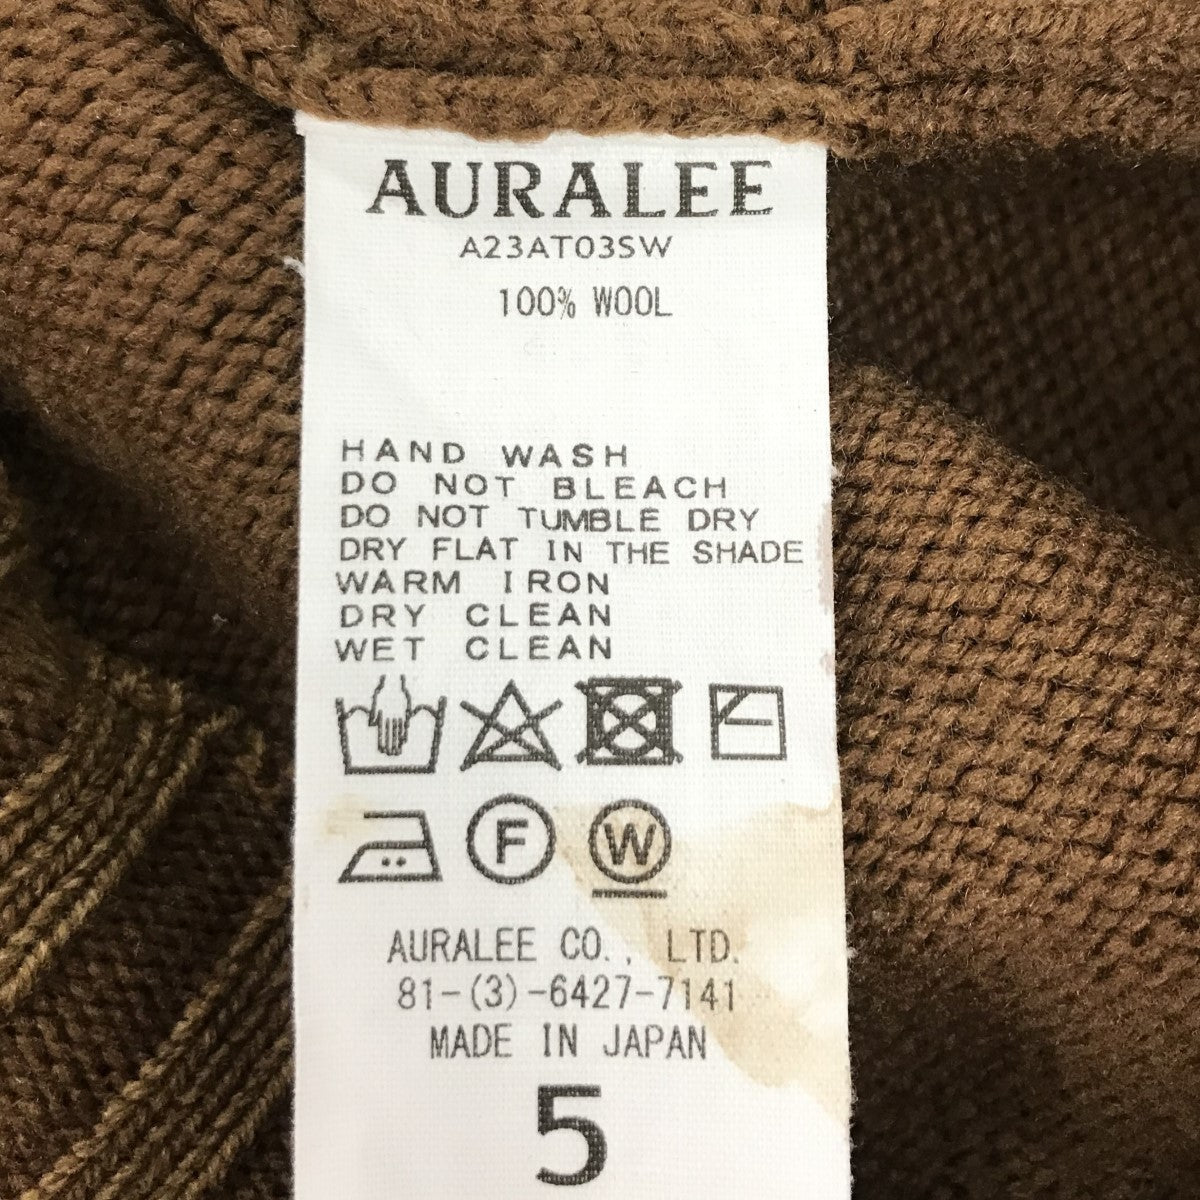 AURALEE
A23AT03SW
100% WOOL
HAND WASH
DO NOT BLEACH
DO NOT TUMBLE DRY
DRY FLAT IN THE SHADE
WARM IRON
DRY CLEAN
WET CLEAN
F W
AURALEE CO., LTD.
81-(3)-6427-7141
MADE IN JAPAN
5